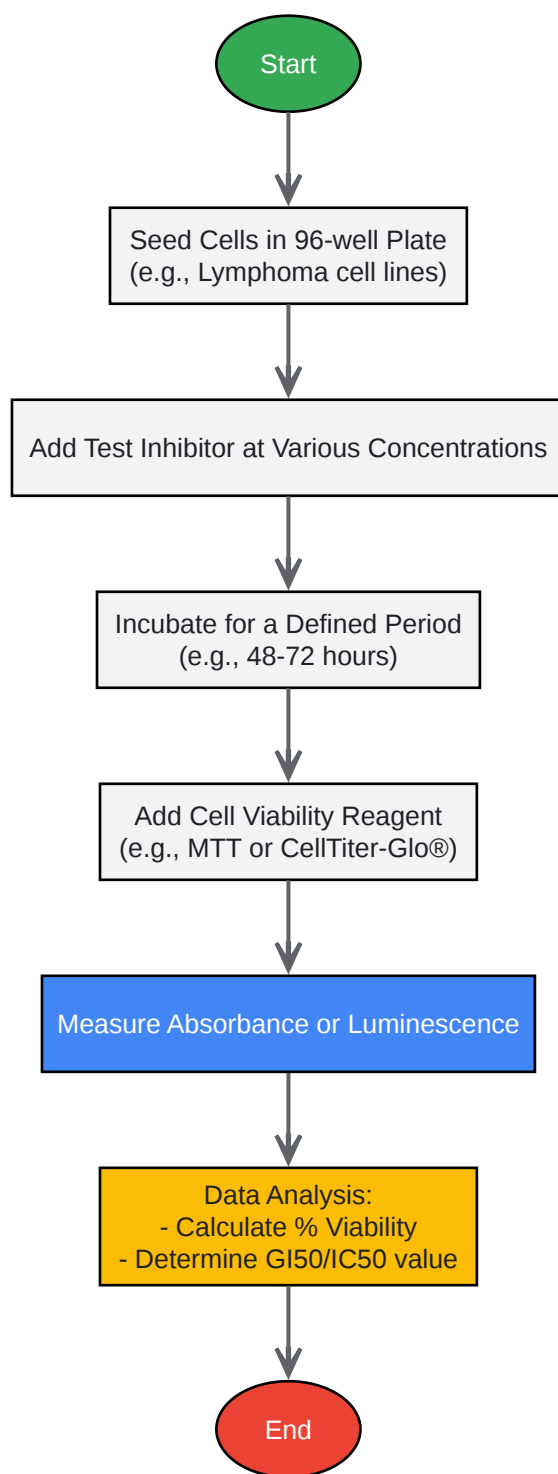 Start
Seed Cells in 96-well Plate
(e.g., Lymphoma cell lines)
Add Test Inhibitor at Various Concentrations
Incubate for a Defined Period
(e.g., 48-72 hours)
Add Cell Viability Reagent
(e.g., MTT or CellTiter-Glo®)
Measure Absorbance or Luminescence
Data Analysis:
- Calculate % Viability
- Determine GI50/IC50 value
End